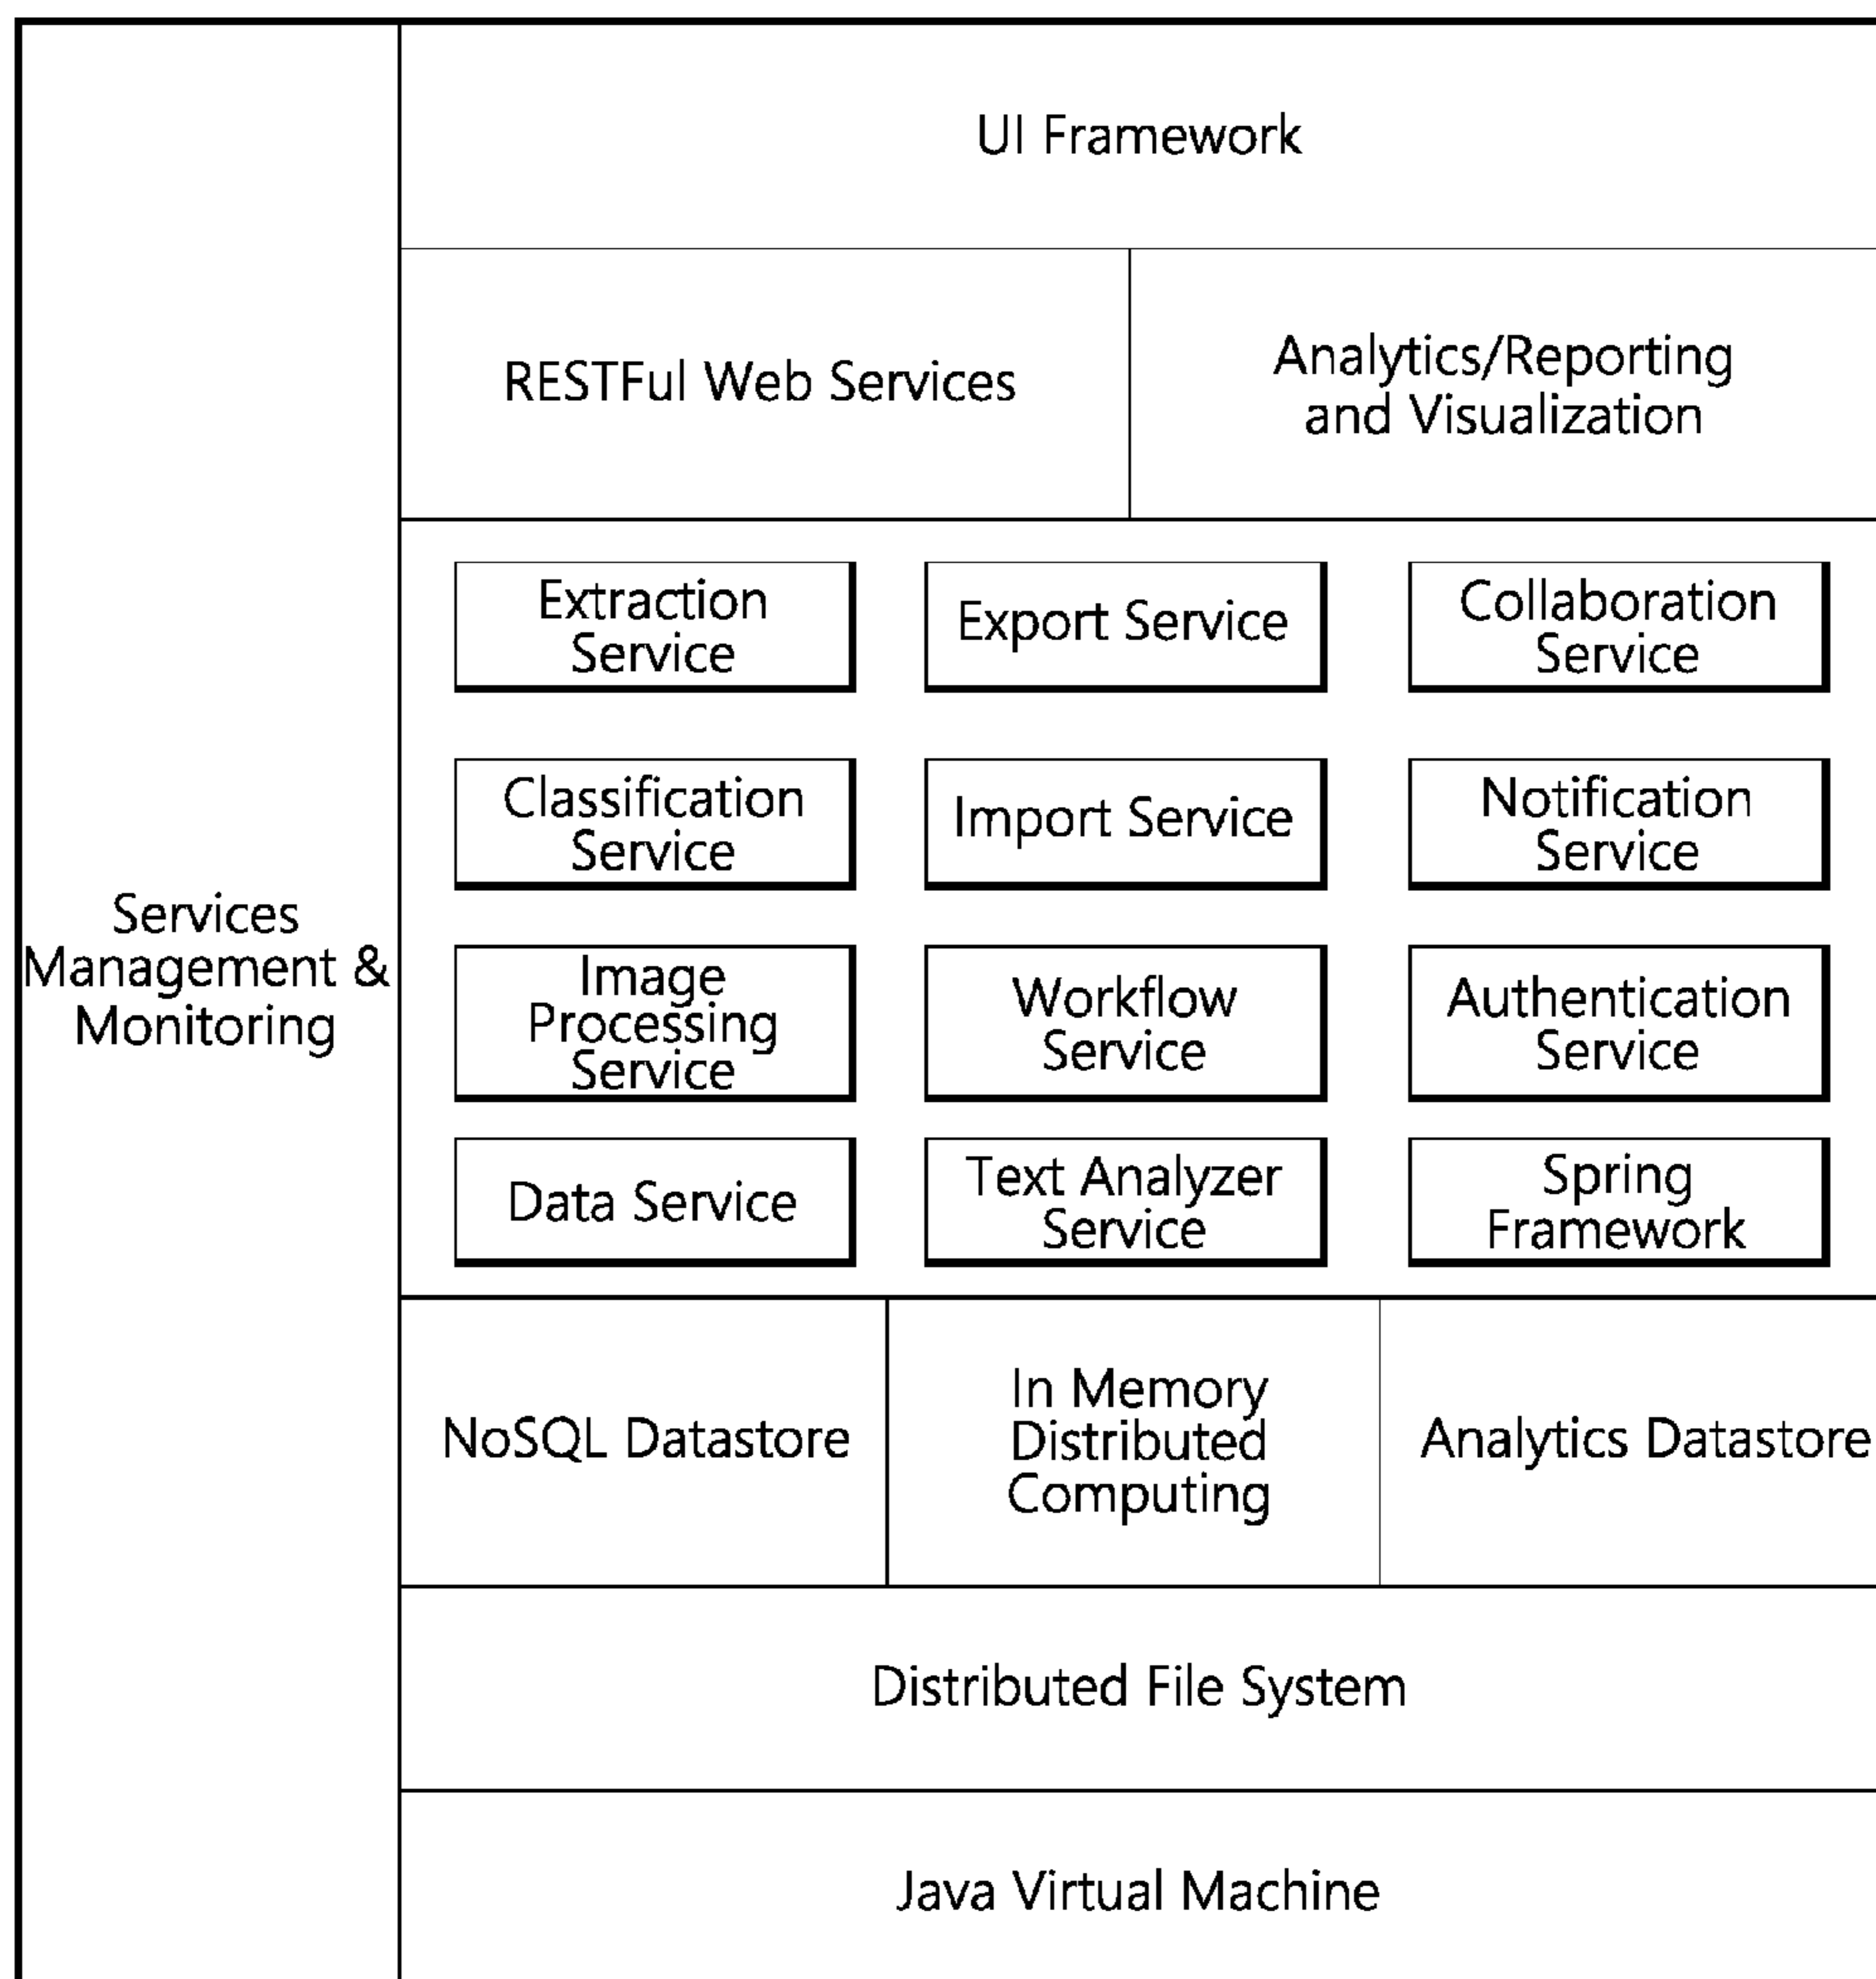 UI Framework
RESTFul Web Services
Analytics/Reporting
and Visualization
Extraction
Service
Export Service
Collaboration
Service
Classification
Service
Import Service
Notification
Service
Services
Management &
Monitoring
Image
Processing
Service
Workflow
Service
Authentication
Service
Data Service
Text Analyzer
Service
Spring
Framework
NoSQL Datastore
In Memory
Distributed
Computing
Analytics Datastore
Distributed File System
Java Virtual Machine